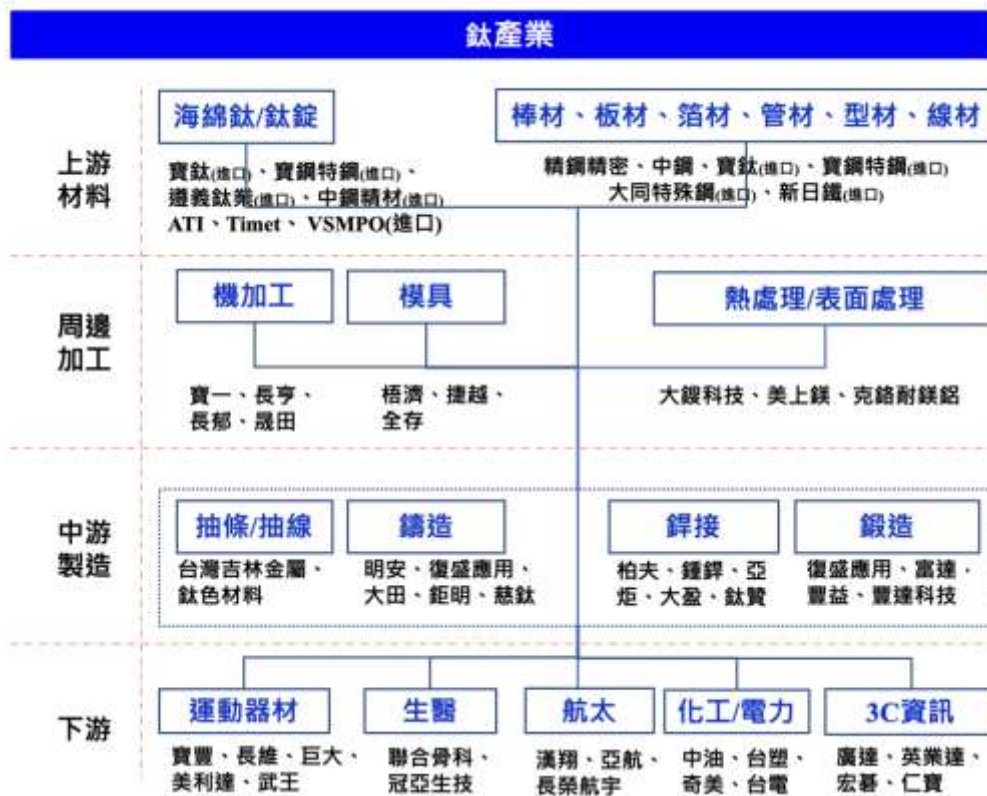 鈦產業
上游
材料
海綿鈦/鈦錠
寶鈦(進口)、寶鋼特鋼(進口)、
遵義鈦業(進口)、中鋼精材(進口)
ATI、Timet、 VSMPO(進口)
棒材、板材、箔材、管材、型材、線材
精鋼精密、中鋼、寶鈦(進口)、寶鋼特鋼(進口)
大同特殊鋼(進口)、新日鐵(進口)
周邊
加工
機加工
寶一、長亨、
長郁、晟田
模具
梧濟、捷越、
全存
熱處理/表面處理
大鎪科技、美上鎂、克鉻耐鎂鋁
中游
製造
抽條/抽線
台灣吉林金屬、
鈦色材料
鑄造
明安、復盛應用、
大田、鉅明、慈鈦
銲接
柏夫、鍾銲、亞
炬、大盈、鈦贊
鍛造
復盛應用、富達、
豐益、豐達科技
下游
運動器材
寶豐、長維、巨大、
美利達、武王
生醫
聯合骨科、
冠亞生技
航太
漢翔、亞航、
長榮航宇
化工/電力
中油、台塑、
奇美、台電
3C資訊
廣達、英業達、
宏碁、仁寶